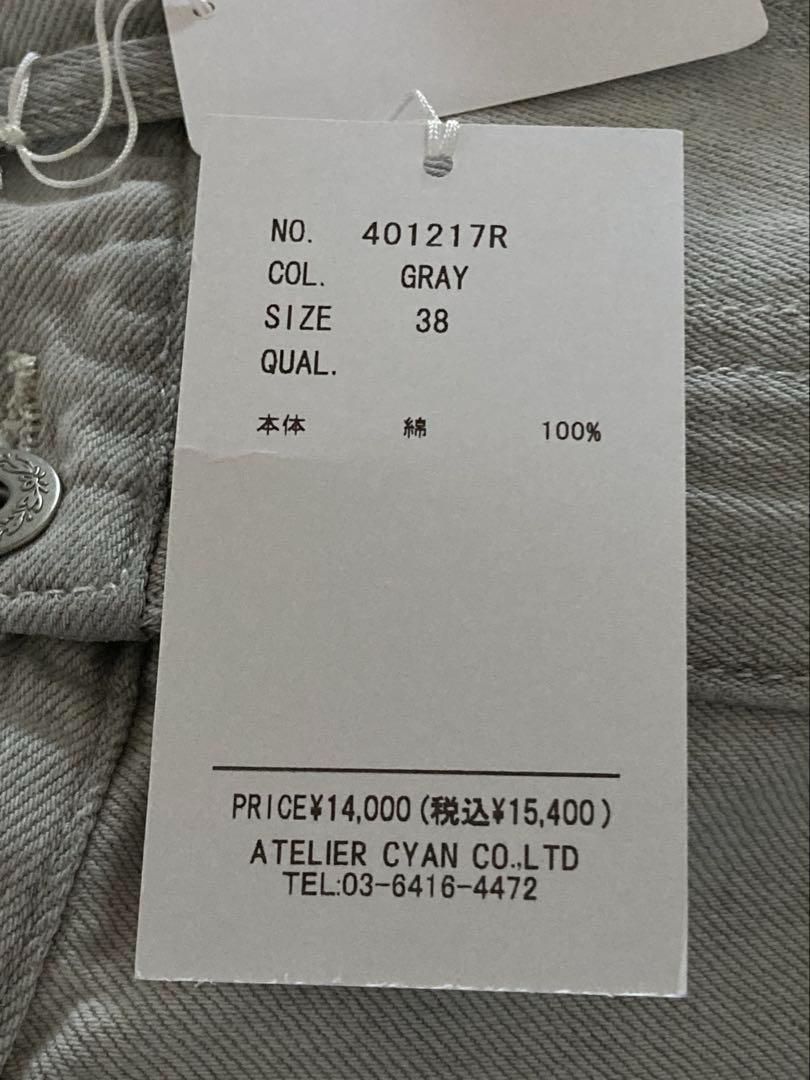 NO. 401217R
COL. GRAY
SIZE 38
QUAL.
本体 綿 100%
PRICE¥14,000(税込¥15,400)
ATELIER CYAN CO.,LTD
TEL:03-6416-4472